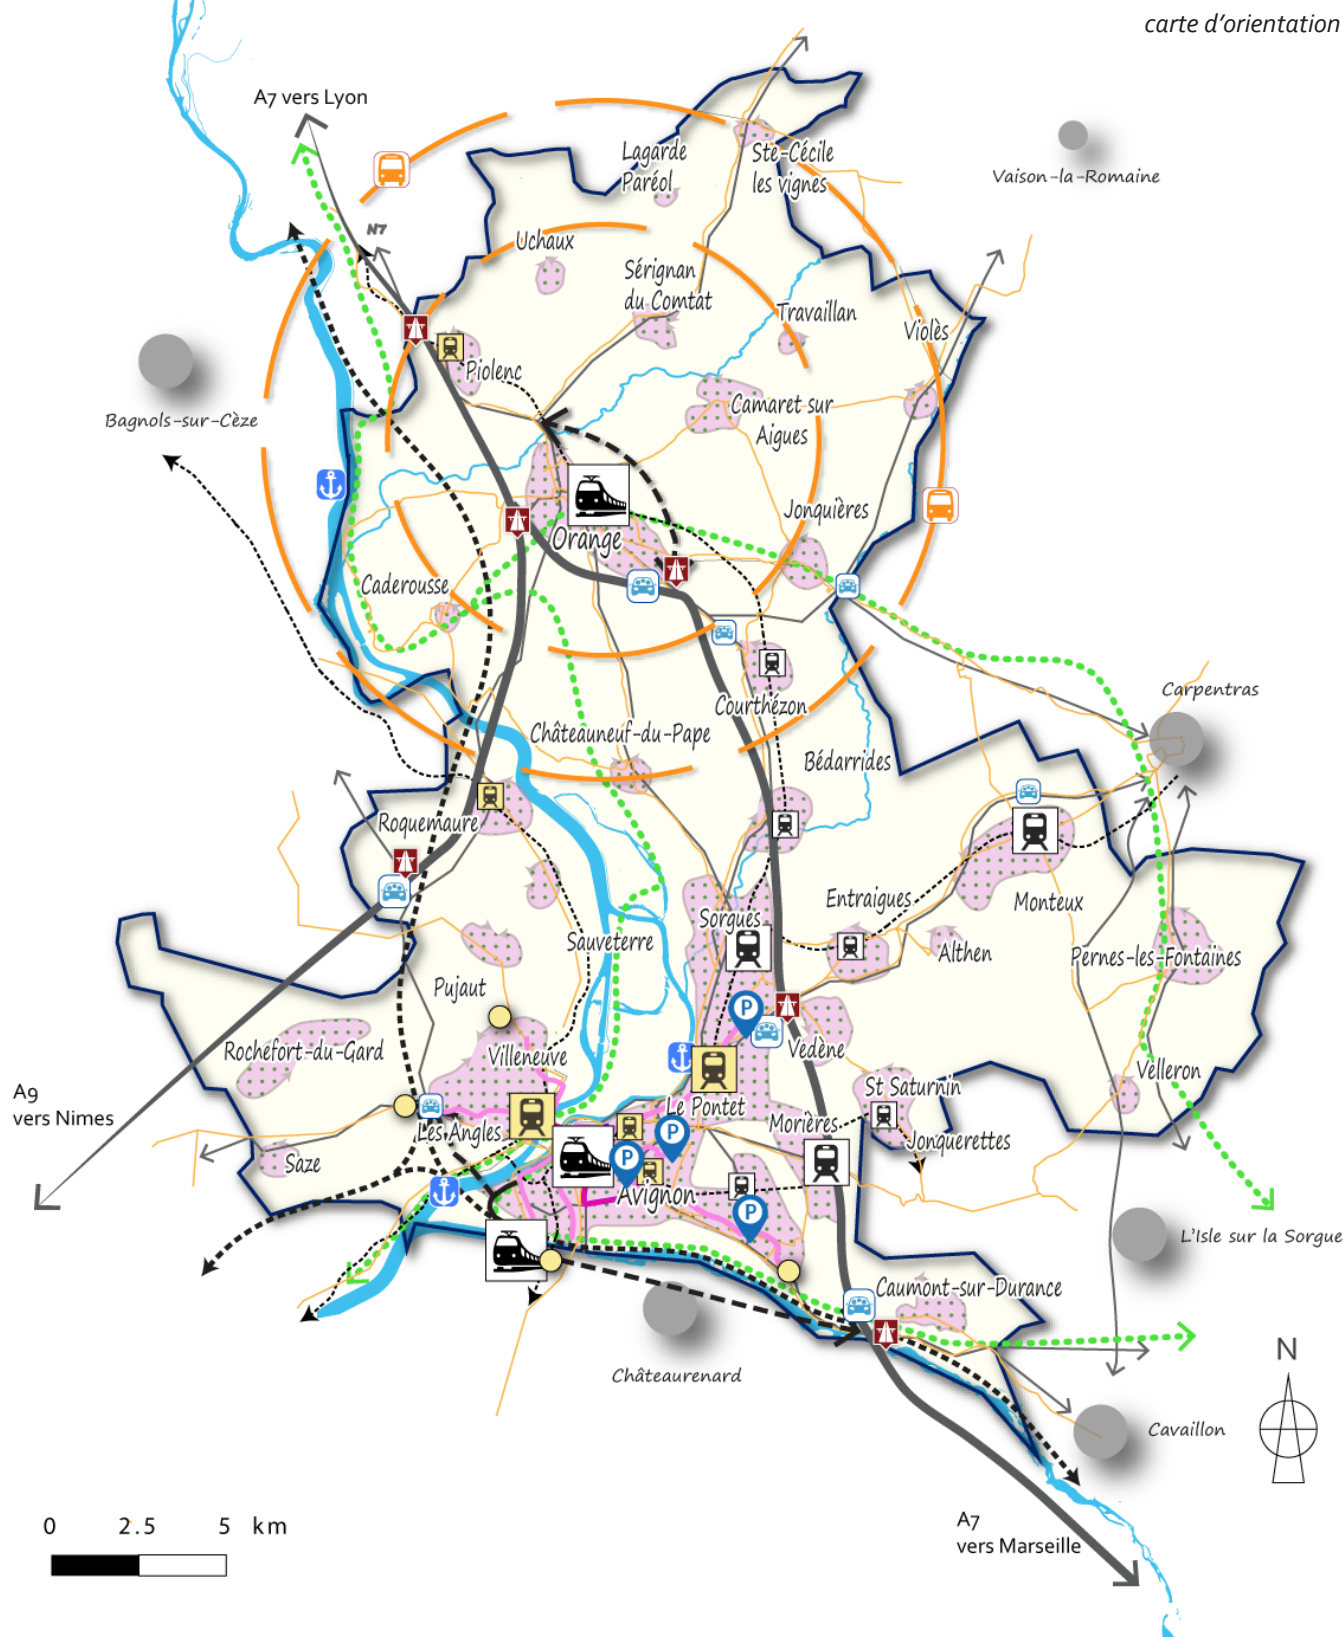 carte d'orientation
A7 vers Lyon
Lagarde
Paréol
Ste-Cécile
les vignes
Vaison-la-Romaine
N7
Uchaux
Sérignan
du Comtat
Travaillan
Violès
Piolenc
Bagnols-sur-Cèze
Camaret sur
Aigues
Jonquières
Orange
Caderousse
Carpentras
Courthézon
Châteauneuf-du-Pape
Bédarrides
Roquemaure
Entraigues
Monteux
Sorgues
Sauveterre
Althen
Pernes-les-Fontaines
Pujaut
P
Rochefort-du-Gard
Villeneuve
Vedène
Velleron
A9
vers Nimes
St Saturnin
Le Pontet
Les Angles
Morières
Jonquerettes
P
Saze
P
Avignon
P
L'Isle sur la Sorgue
Caumont-sur-Durance
Châteaurenard
N
Cavaillon
0 2.5 5 km
A7
vers Marseille